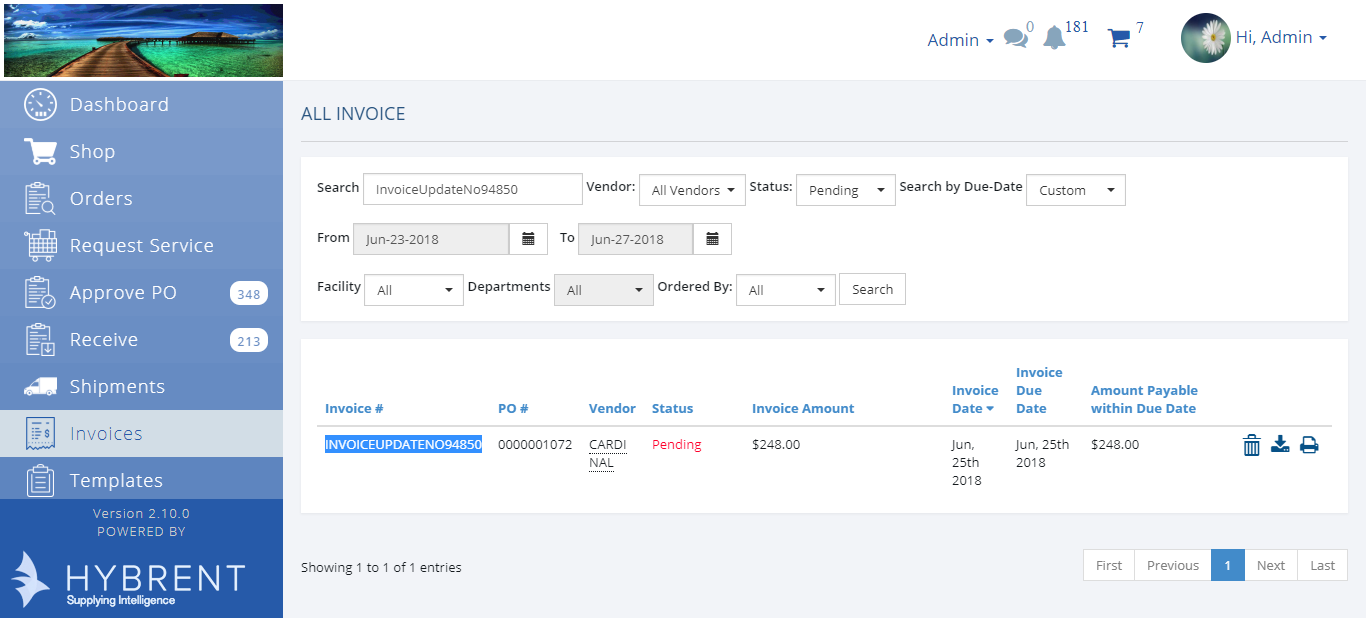 Admin 0 181 7 Hi, Admin
Dashboard
Shop
Orders
Request Service
Approve PO 348
Receive 213
Shipments
Invoices
Templates
Version 2.10.0
POWERED BY
HYBRENT
Supplying Intelligence
ALL INVOICE
Search InvoiceUpdateNo94850 Vendor: All Vendors Status: Pending Search by Due-Date Custom
From Jun-23-2018 To Jun-27-2018
Facility All Departments All Ordered By: All Search
Invoice # PO # Vendor Status Invoice Amount Invoice Date Invoice Due Date Amount Payable within Due Date
INVOICEUPDATENO94850 0000001072 CARDINAL Pending $248.00 Jun, 25th 2018 Jun, 25th 2018 $248.00
Showing 1 to 1 of 1 entries
First Previous 1 Next Last